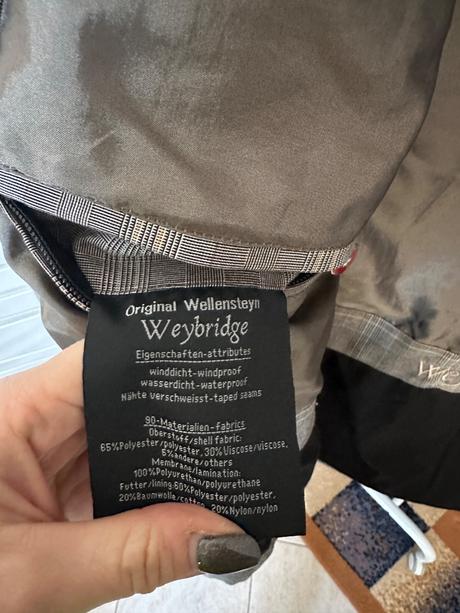 Original Wellensteyn
Weybridge
Eigenschaften-attributes
winddicht-windproof
wasserdicht-waterproof
Nähte verschweisst-taped seams
90-Materialien-fabrics
Oberstoff/shell fabric:
65%Polyester/polyester, 30%Viscose/viscose,
5%andere/others
Membrane/lamination:
100%Polyurethan/polyurethane
Futter/lining:60%Polyester/polyester,
20%Baumwolle/cotton, 20%Nylon/nylon
We